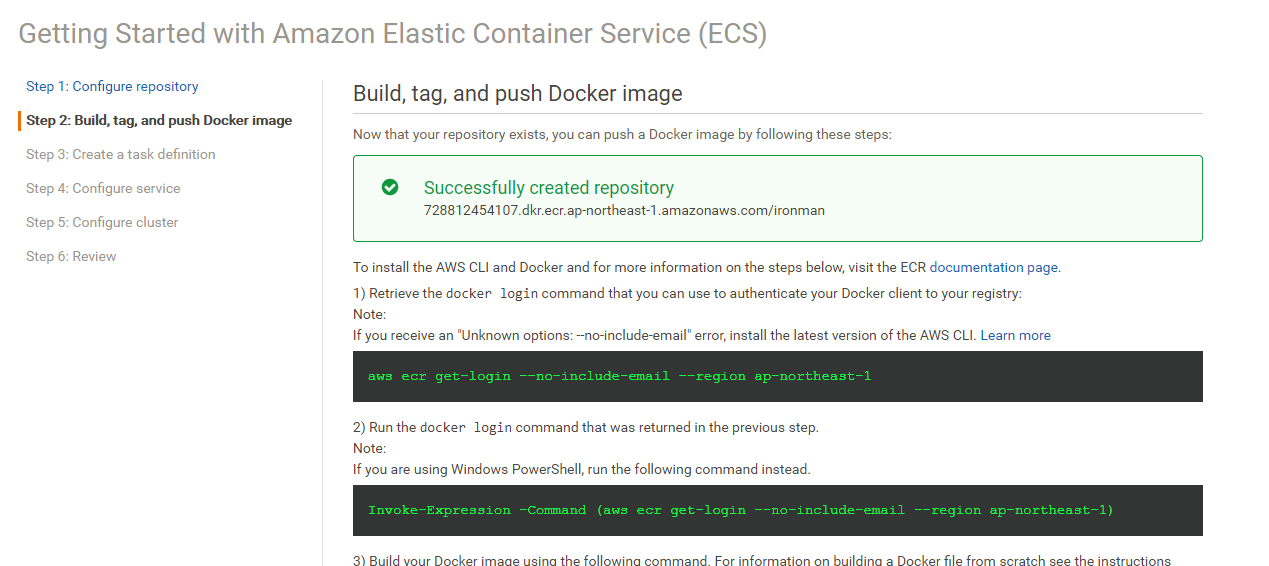 Getting Started with Amazon Elastic Container Service (ECS)
Step 1: Configure repository
Step 2: Build, tag, and push Docker image
Step 3: Create a task definition
Step 4: Configure service
Step 5: Configure cluster
Step 6: Review
Build, tag, and push Docker image
Now that your repository exists, you can push a Docker image by following these steps:
Successfully created repository
728812454107.dkr.ecr.ap-northeast-1.amazonaws.com/ironman
To install the AWS CLI and Docker and for more information on the steps below, visit the ECR documentation page.
1) Retrieve the docker login command that you can use to authenticate your Docker client to your registry:
Note:
If you receive an "Unknown options: --no-include-email" error, install the latest version of the AWS CLI. Learn more
aws ecr get-login --no-include-email --region ap-northeast-1
2) Run the docker login command that was returned in the previous step.
Note:
If you are using Windows PowerShell, run the following command instead.
Invoke-Expression -Command (aws ecr get-login --no-include-email --region ap-northeast-1)
3) Build your Docker image using the following command. For information on building a Docker file from scratch see the instructions